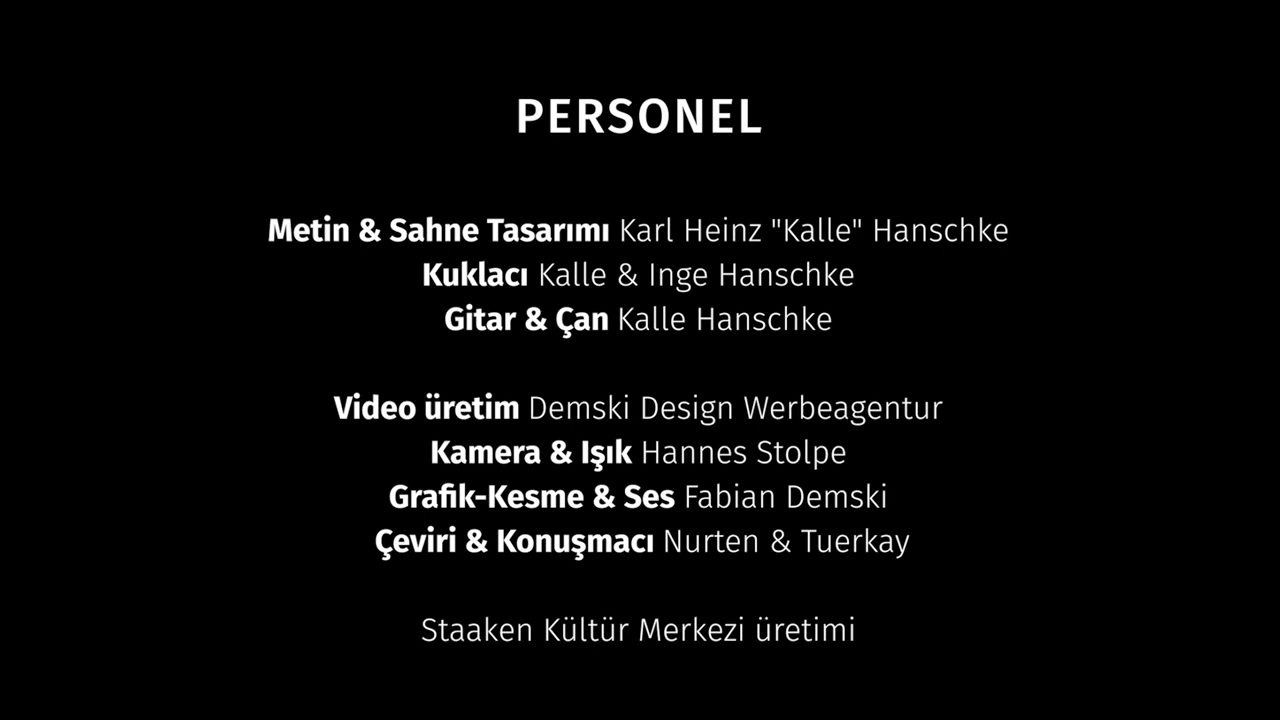 PERSONEL
Metin & Sahne Tasarımı Karl Heinz "Kalle" Hanschke
Kuklacı Kalle & Inge Hanschke
Gitar & Çan Kalle Hanschke
Video üretim Demski Design Werbeagentur
Kamera & Işık Hannes Stolpe
Grafik-Kesme & Ses Fabian Demski
Çeviri & Konuşmacı Nurten & Tuerkay
Staaken Kültür Merkezi üretimi